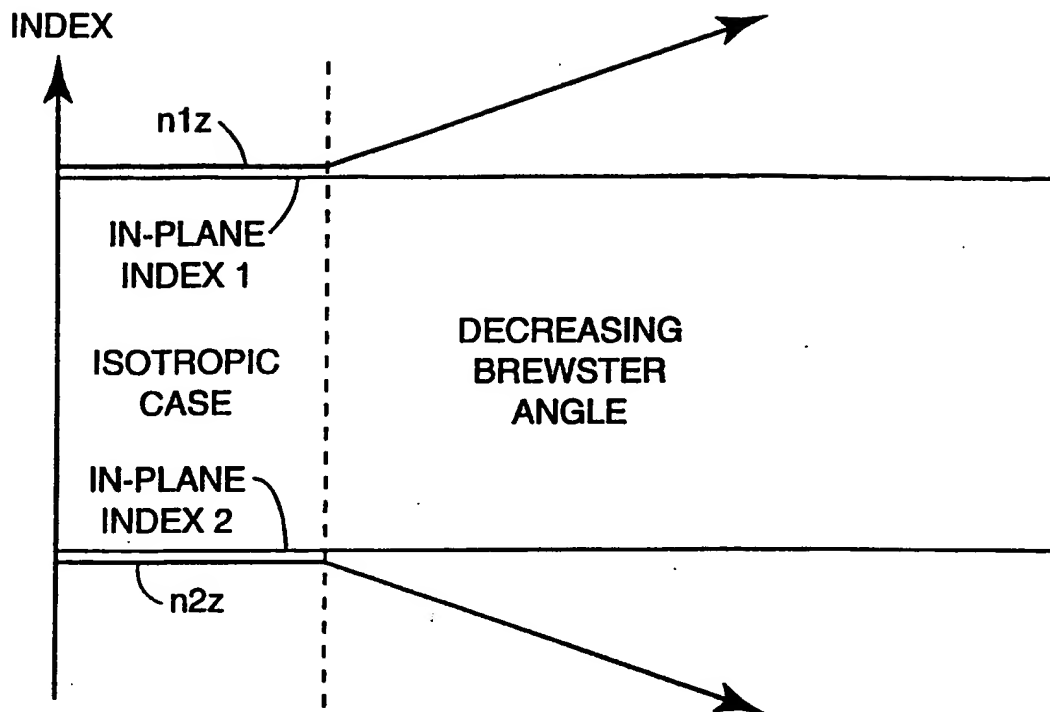 INDEX
n1z
IN-PLANE
INDEX 1
ISOTROPIC
CASE
DECREASING
BREWSTER
ANGLE
IN-PLANE
INDEX 2
n2z